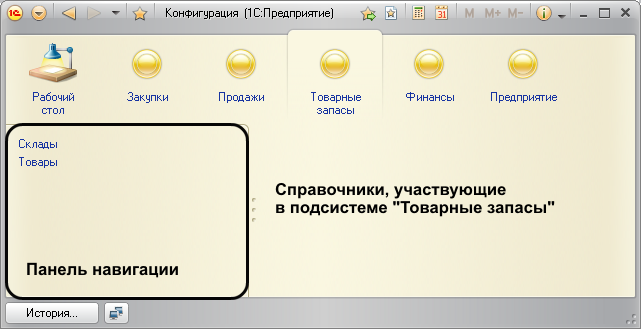 Конфигурация (1С:Предприятие)
M M+ M-
31
Рабочий
стол
Закупки
Продажи
Товарные
запасы
Финансы
Предприятие
Склады
Товары
Справочники, участвующие
в подсистеме "Товарные запасы"
Панель навигации
История...